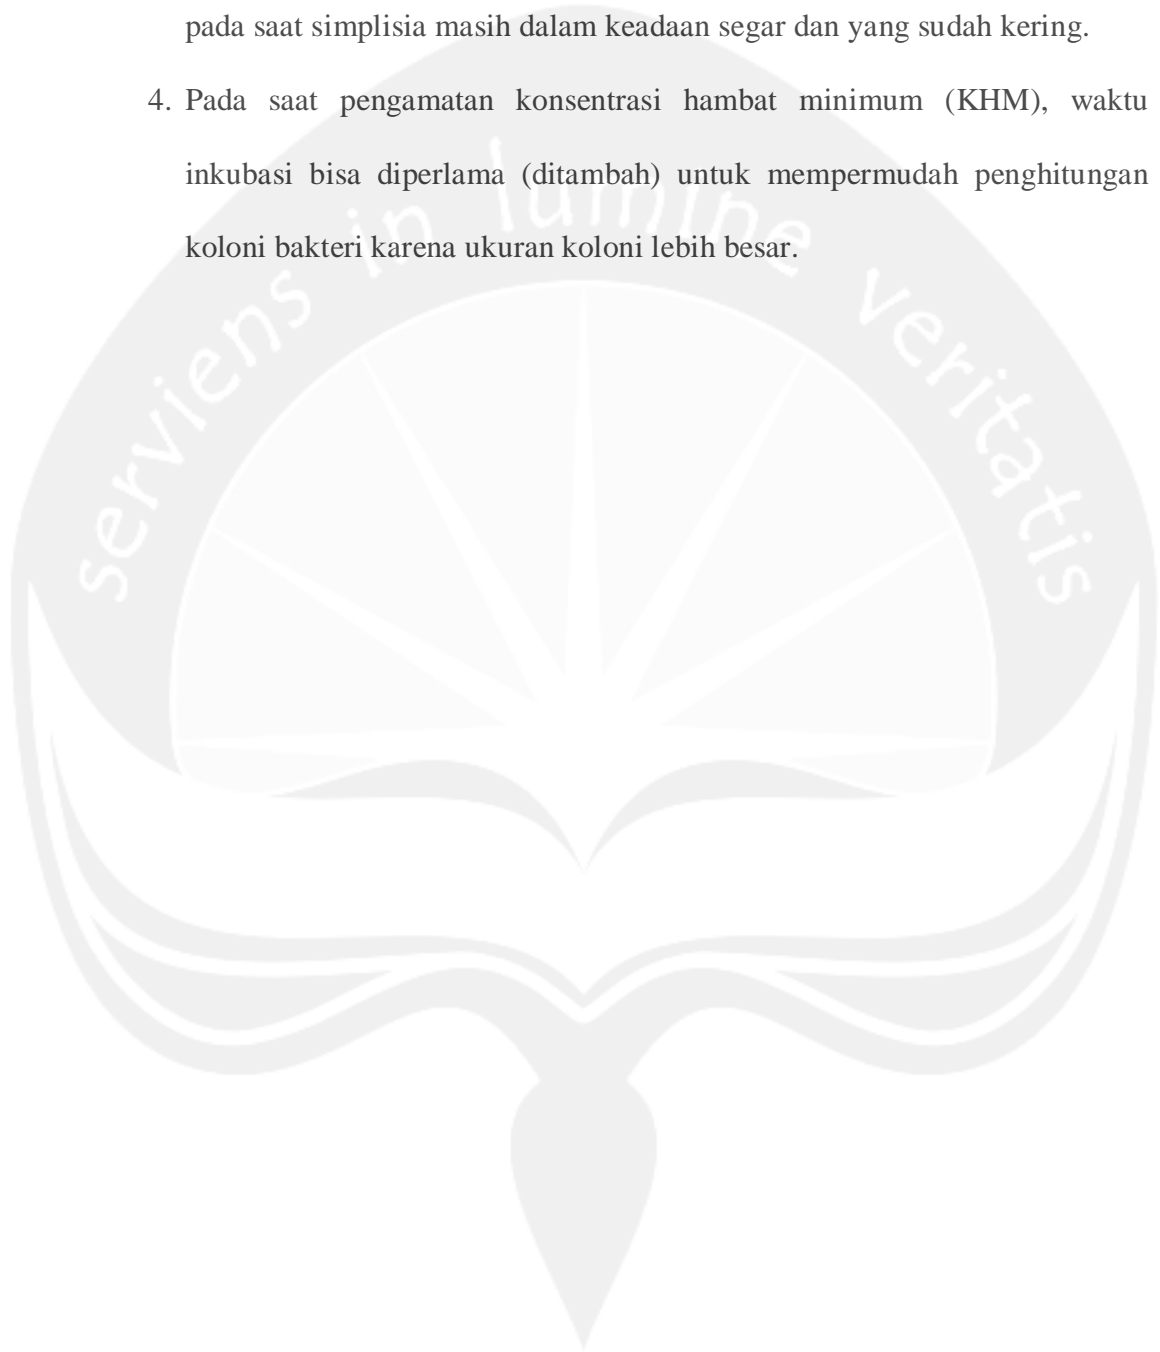 pada saat simplisia masih dalam keadaan segar dan yang sudah kering.
4. Pada saat pengamatan konsentrasi hambat minimum (KHM), waktu
inkubasi bisa diperlama (ditambah) untuk mempermudah penghitungan
koloni bakteri karena ukuran koloni lebih besar.
serviens in lumine veritatis